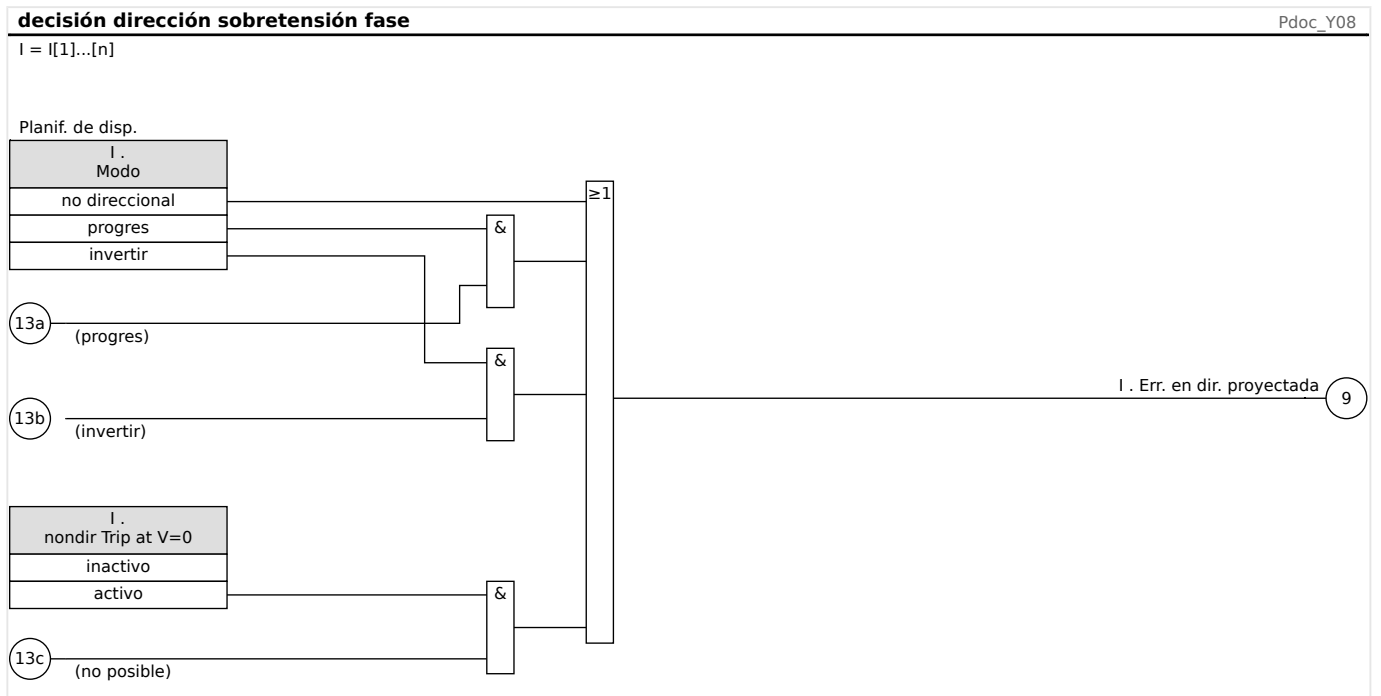 decisión dirección sobretensión fase
Pdoc_Y08
I = I[1]...[n]
Planif. de disp.
I .
Modo
no direccional
progres
invertir
≥1
&
13a
(progres)
&
13b
(invertir)
I . Err. en dir. proyectada
9
I .
nondir Trip at V=0
inactivo
activo
&
13c
(no posible)